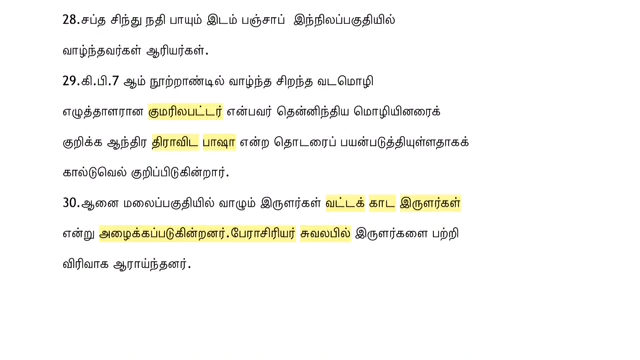 28.சப்த சிந்து நதி பாயும் இடம் பஞ்சாப் இந்நிலப்பகுதியில்
வாழ்ந்தவர்கள் ஆரியர்கள்.
29.கி.பி.7 ஆம் நூற்றாண்டில் வாழ்ந்த சிறந்த வடமொழி
எழுத்தாளரான குமரிலபட்டர் என்பவர் தென்னிந்திய மொழியினரைக்
குறிக்க ஆந்திர திராவிட பாஷா என்ற தொடரைப் பயன்படுத்தியுள்ளதாகக்
கால்டுவெல் குறிப்பிடுகின்றார்.
30.ஆனை மலைப்பகுதியில் வாழும் இருளர்கள் வட்டக் காட இருளர்கள்
என்று அழைக்கப்படுகின்றனர்.பேராசிரியர் சுவலபில் இருளர்களை பற்றி
விரிவாக ஆராய்ந்தனர்.